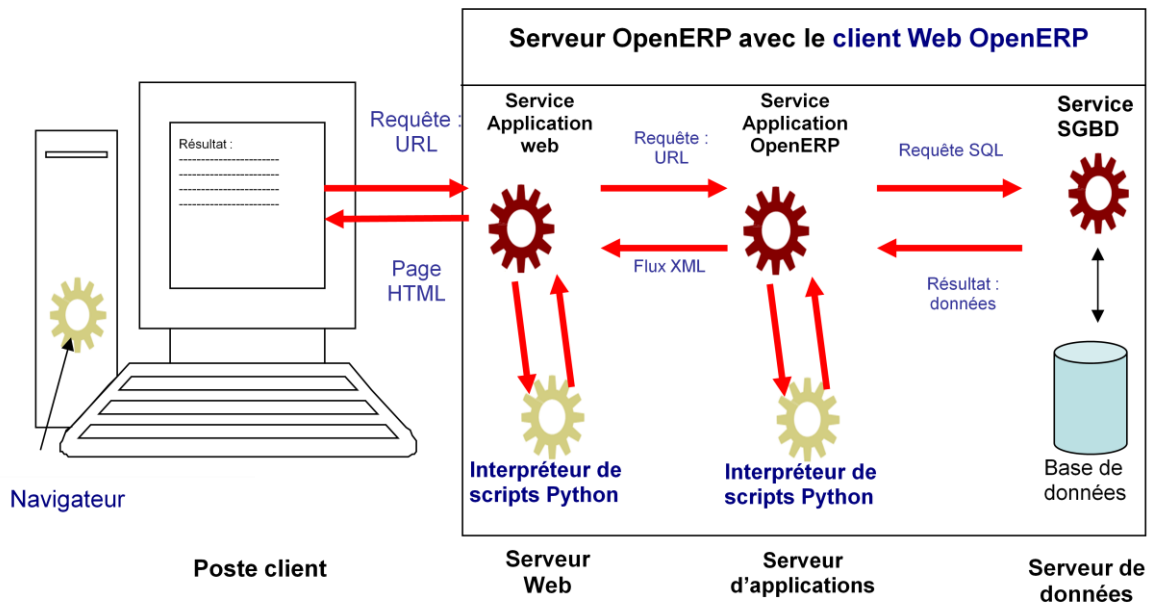 Serveur OpenERP avec le client Web OpenERP
Résultat :
-----------------------
-----------------------
-----------------------
-----------------------
Requête :
URL
Page
HTML
Navigateur
Service
Application
web
Requête :
URL
Flux XML
Service
Application
OpenERP
Requête SQL
Résultat :
données
Service
SGBD
Interpréteur de
scripts Python
Interpréteur de
scripts Python
Base de
données
Poste client
Serveur
Web
Serveur
d'applications
Serveur de
données